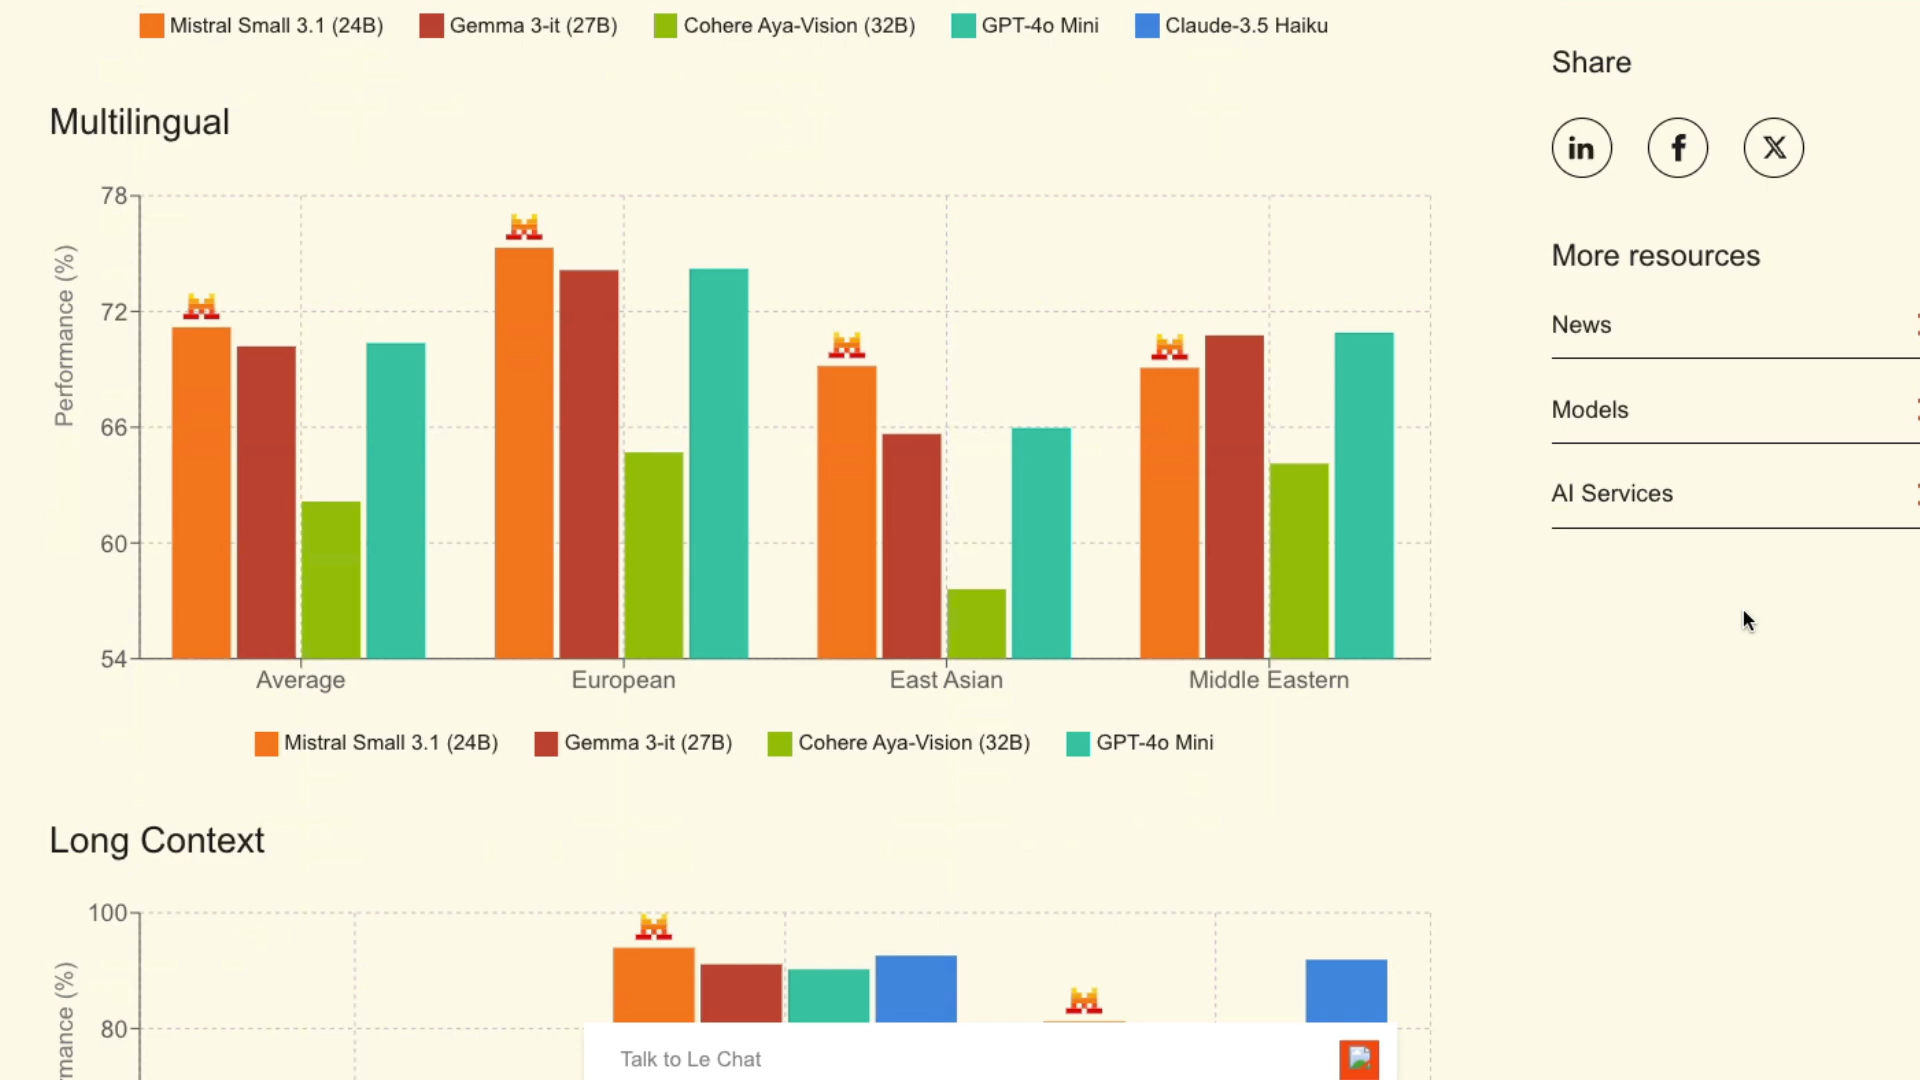 Mistral Small 3.1 (24B) Gemma 3-it (27B) Cohere Aya-Vision (32B) GPT-4o Mini Claude-3.5 Haiku
Multilingual
78
72
66
60
54
Performance (%)
Average European East Asian Middle Eastern
Mistral Small 3.1 (24B) Gemma 3-it (27B) Cohere Aya-Vision (32B) GPT-4o Mini
Long Context
100
80
rmance (%)
Talk to Le Chat
Share
in f X
More resources
News
Models
AI Services